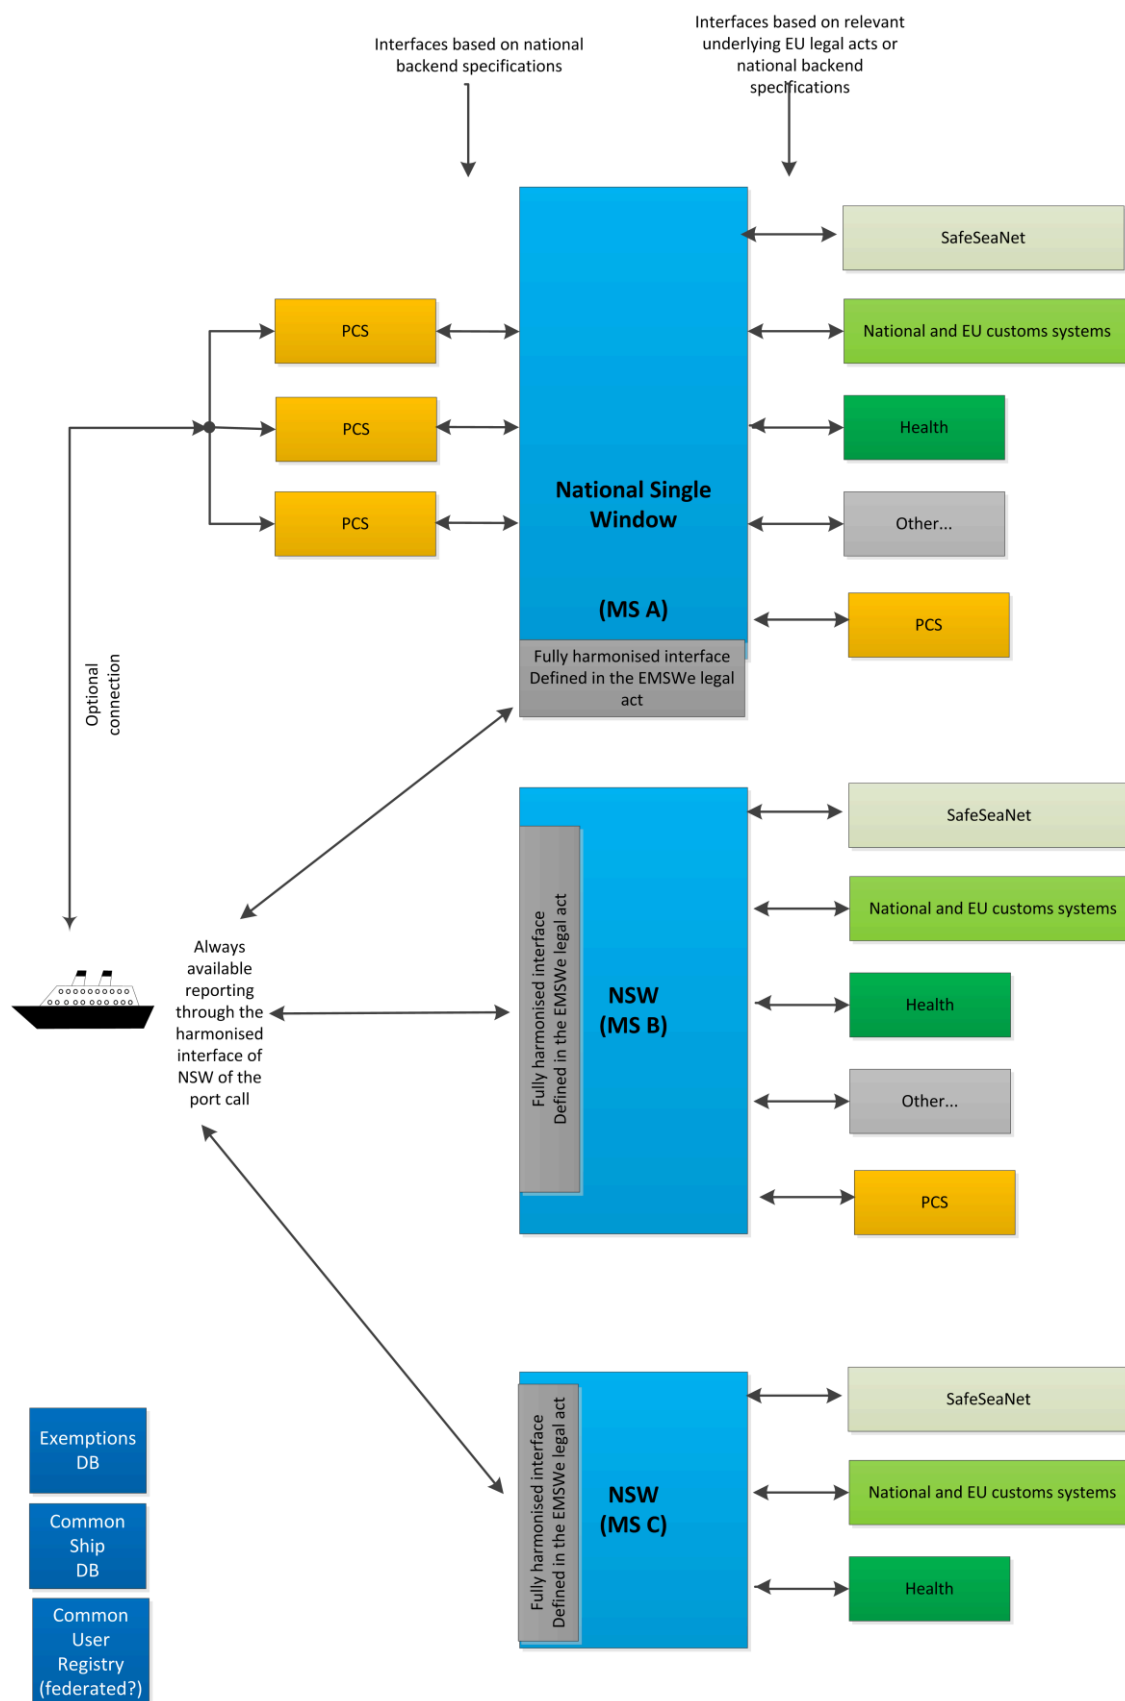 Interfaces based on national
backend specifications
Interfaces based on relevant
underlying EU legal acts or
national backend
specifications
SafeSeaNet
PCS
National and EU customs systems
PCS
Health
National Single
Window
PCS
Other...
(MS A)
PCS
Fully harmonised interface
Defined in the EMSWe legal
act
Optional
connection
SafeSeaNet
National and EU customs systems
Always
available
reporting
through the
harmonised
interface of
NSW of the
port call
Fully harmonised interface
Defined in the EMSWe legal act
NSW
(MS B)
Health
Other...
PCS
SafeSeaNet
Fully harmonised interface
Defined in the EMSWe legal act
NSW
(MS C)
National and EU customs systems
Health
Exemptions
DB
Common
Ship
DB
Common
User
Registry
(federated?)